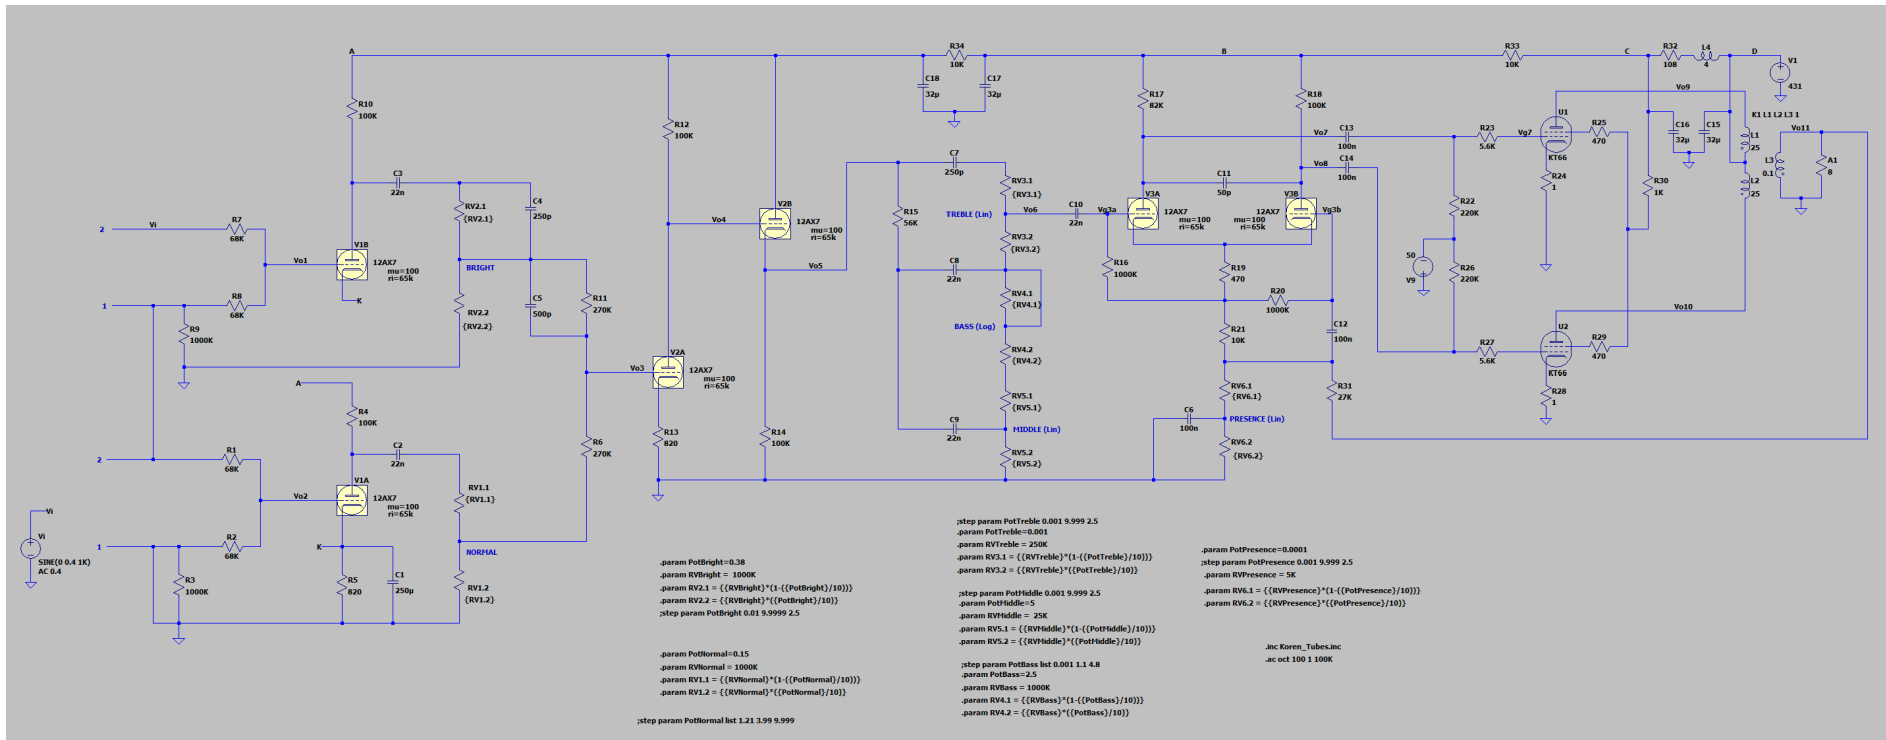 A
R34
10K
B
R33
10K
C
R32
108
L4
4
D
V1
431
C18
32µ
C17
32µ
R10
100K
R12
100K
R17
82K
R18
100K
Vo9
U1
KT66
R25
470
C16
32µ
C15
32µ
K1 L1 L2 L3 1
L1
25
L2
25
Vo11
L3
0.1
A1
8
Vo7
C13
100n
Vo8
C14
100n
R23
5.6K
Vg7
R24
1
R30
1K
C3
22n
RV2.1
{RV2.1}
C4
250p
C7
250p
RV3.1
{RV3.1}
C11
50p
V3A
12AX7
mu=100
ri=65k
V3B
12AX7
mu=100
ri=65k
Vg3b
R22
220K
2
Vi
R7
68K
Vo4
V2B
12AX7
mu=100
ri=65k
R15
56K
TREBLE (Lin)
Vo6
C10
22n
Vg3a
RV3.2
{RV3.2}
V1B
12AX7
mu=100
ri=65k
Vo1
K
BRIGHT
Vo5
C8
22n
R16
1000K
R19
470
R20
1000K
50
V9
R26
220K
1
R8
68K
R9
1000K
RV2.2
{RV2.2}
C5
500p
R11
270K
RV4.1
{RV4.1}
BASS (Log)
R21
10K
C12
100n
Vo10
U2
KT66
R29
470
R27
5.6K
R28
1
V2A
12AX7
mu=100
ri=65k
Vo3
RV4.2
{RV4.2}
A
R4
100K
RV5.1
{RV5.1}
RV6.1
{RV6.1}
R31
27K
C6
100n
PRESENCE (Lin)
C9
22n
MIDDLE (Lin)
R13
820
R14
100K
R6
270K
RV5.2
{RV5.2}
RV6.2
{RV6.2}
2
R1
68K
C2
22n
V1A
12AX7
mu=100
ri=65k
Vo2
RV1.1
{RV1.1}
Vi
Vi
SINE(0 0.4 1K)
AC 0.4
1
R2
68K
K
NORMAL
R3
1000K
R5
820
C1
250µ
RV1.2
{RV1.2}
.param PotBright=0.38
.param RVBright = 1000K
.param RV2.1 = {{RVBright}*(1-({PotBright}/10))}
.param RV2.2 = {{RVBright}*({PotBright}/10)}
;step param PotBright 0.01 9.9999 2.5
.param PotNormal=0.15
.param RVNormal = 1000K
.param RV1.1 = {{RVNormal}*(1-({PotNormal}/10))}
.param RV1.2 = {{RVNormal}*({PotNormal}/10)}
;step param PotNormal list 1.21 3.99 9.999
;step param PotTreble 0.001 9.999 2.5
.param PotTreble=0.001
.param RVTreble = 250K
.param RV3.1 = {{RVTreble}*(1-({PotTreble}/10))}
.param RV3.2 = {{RVTreble}*({PotTreble}/10)}
;step param PotMiddle 0.001 9.999 2.5
.param PotMiddle=5
.param RVMiddle = 25K
.param RV5.1 = {{RVMiddle}*(1-({PotMiddle}/10))}
.param RV5.2 = {{RVMiddle}*({PotMiddle}/10)}
;step param PotBass list 0.001 1.1 4.8
.param PotBass=2.5
.param RVBass = 1000K
.param RV4.1 = {{RVBass}*(1-({PotBass}/10))}
.param RV4.2 = {{RVBass}*({PotBass}/10)}
.param PotPresence=0.0001
;step param PotPresence 0.001 9.999 2.5
.param RVPresence = 5K
.param RV6.1 = {{RVPresence}*(1-({PotPresence}/10))}
.param RV6.2 = {{RVPresence}*({PotPresence}/10)}
.inc Koren_Tubes.inc
.ac oct 100 1 100K